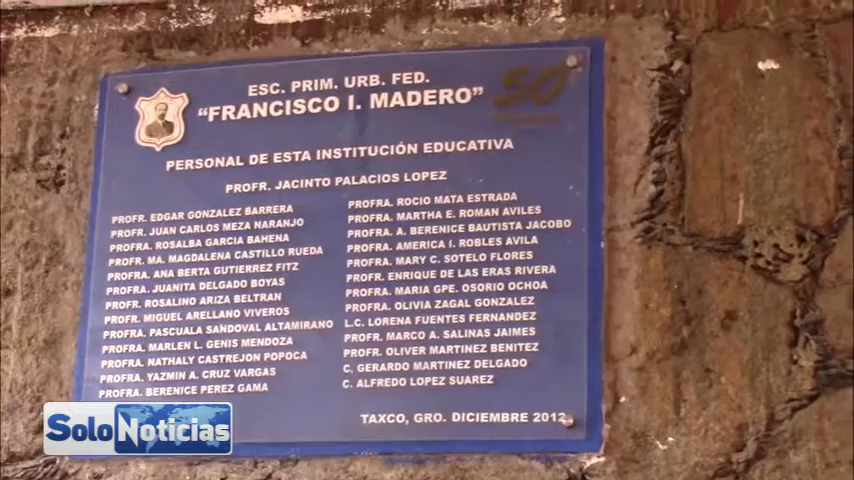 ESC. PRIM. URB. FED.
"FRANCISCO I. MADERO"
50
PERSONAL DE ESTA INSTITUCIÓN EDUCATIVA
PROFR. JACINTO PALACIOS LOPEZ
PROFR. EDGAR GONZALEZ BARRERA
PROFR. JUAN CARLOS MEZA NARANJO
PROFRA. ROSALBA GARCIA BAHENA
PROFRA. MA. MAGDALENA CASTILLO RUEDA
PROFRA. ANA BERTA GUTIERREZ FITZ
PROFRA. JUANITA DELGADO BOYAS
PROFR. ROSALINO ARIZA BELTRAN
PROFR. MIGUEL ARELLANO VIVEROS
PROFRA. PASCUALA SANDOVAL ALTAMIRANO
PROFRA. MARLEN L. GENIS MENDOZA
PROFRA. NATHALY CASTREJON POPOCA
PROFRA. YAZMIN A. CRUZ VARGAS
PROFRA. BERENICE PEREZ GAMA
PROFRA. ROCIO MATA ESTRADA
PROFRA. MARTHA E. ROMAN AVILES
PROFRA. A. BERENICE BAUTISTA JACOBO
PROFRA. AMERICA I. ROBLES AVILA
PROFRA. MARY C. SOTELO FLORES
PROFR. ENRIQUE DE LAS ERAS RIVERA
PROFRA. MARIA GPE. OSORIO OCHOA
PROFRA. OLIVIA ZAGAL GONZALEZ
L.C. LORENA FUENTES FERNANDEZ
PROFR. MARCO A. SALINAS JAIMES
PROFR. OLIVER MARTINEZ BENITEZ
C. GERARDO MARTINEZ DELGADO
C. ALFREDO LOPEZ SUAREZ
TAXCO, GRO. DICIEMBRE 2012
SoloNoticias